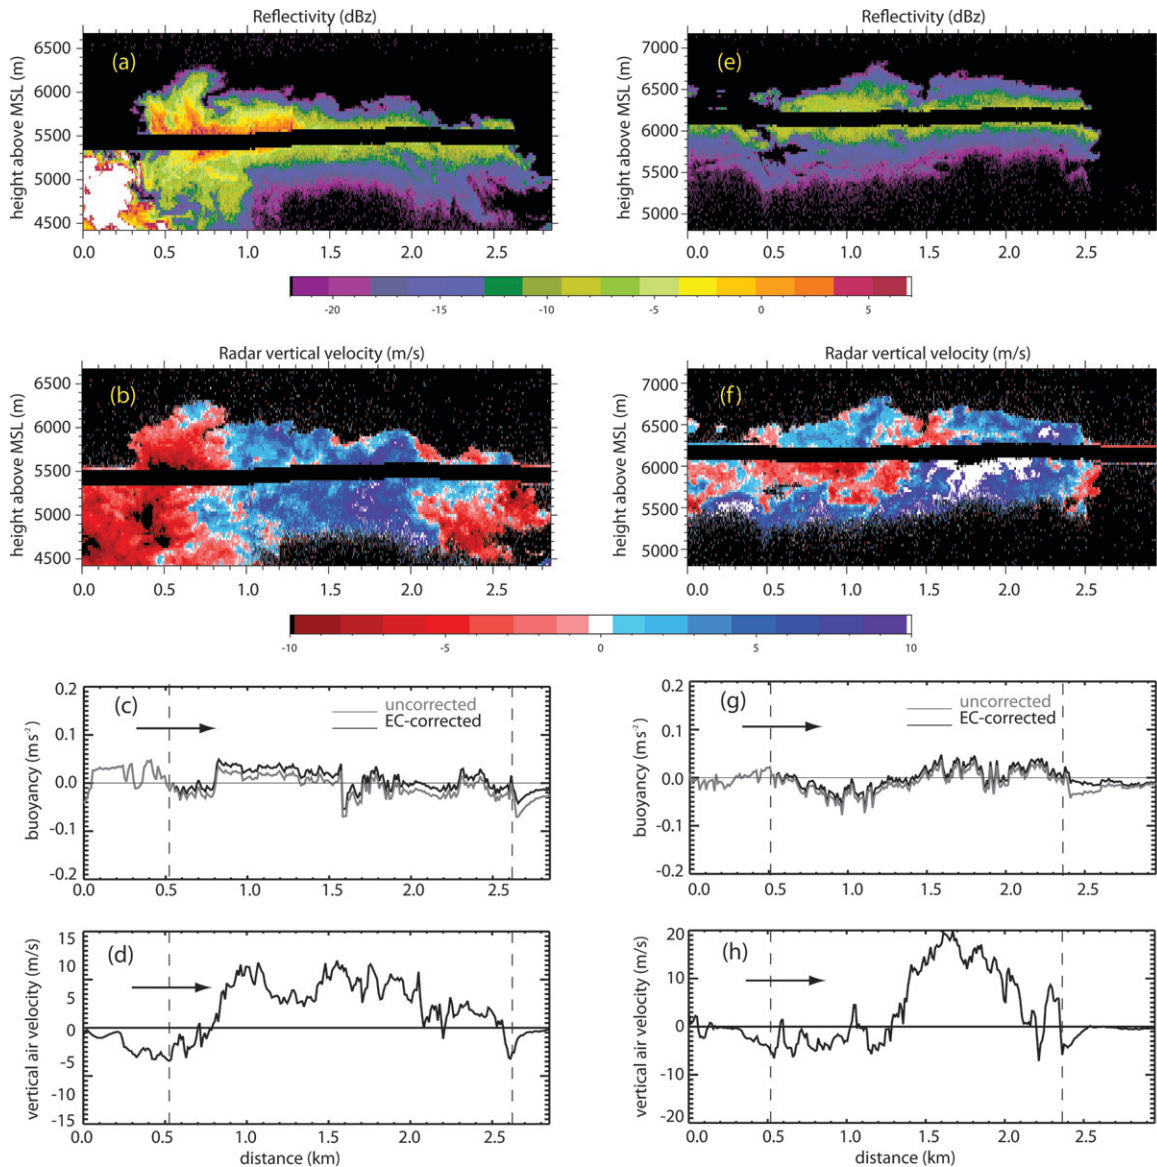 Reflectivity (dBz)
(a)
height above MSL (m)
6500
6000
5500
5000
4500
0.0 0.5 1.0 1.5 2.0 2.5
Reflectivity (dBz)
(e)
height above MSL (m)
7000
6500
6000
5500
5000
0.0 0.5 1.0 1.5 2.0 2.5
-20 -15 -10 -5 0 5
Radar vertical velocity (m/s)
(b)
height above MSL (m)
6500
6000
5500
5000
4500
0.0 0.5 1.0 1.5 2.0 2.5
Radar vertical velocity (m/s)
(f)
height above MSL (m)
7000
6500
6000
5500
5000
0.0 0.5 1.0 1.5 2.0 2.5
-10 -5 0 5 10
(c)
uncorrected
EC-corrected
buoyancy (ms⁻²)
0.2
0.1
0.0
-0.1
-0.2
0.0 0.5 1.0 1.5 2.0 2.5
(g)
uncorrected
EC-corrected
buoyancy (ms⁻²)
0.2
0.1
0.0
-0.1
-0.2
0.0 0.5 1.0 1.5 2.0 2.5
(d)
vertical air velocity (m/s)
15
10
5
0
-5
-10
-15
0.0 0.5 1.0 1.5 2.0 2.5
distance (km)
(h)
vertical air velocity (m/s)
20
10
0
-10
-20
0.0 0.5 1.0 1.5 2.0 2.5
distance (km)